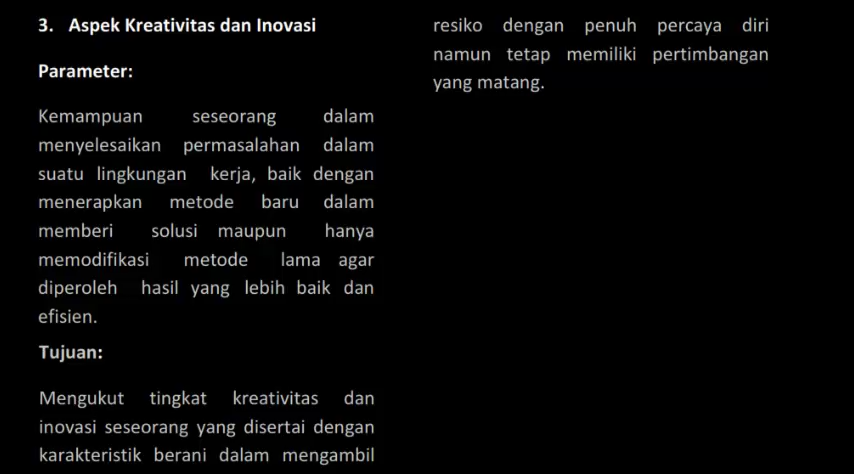 3. Aspek Kreativitas dan Inovasi
Parameter:
Kemampuan seseorang dalam
menyelesaikan permasalahan dalam
suatu lingkungan kerja, baik dengan
menerapkan metode baru dalam
memberi solusi maupun hanya
memodifikasi metode lama agar
diperoleh hasil yang lebih baik dan
efisien.
Tujuan:
Mengukut tingkat kreativitas dan
inovasi seseorang yang disertai dengan
karakteristik berani dalam mengambil
resiko dengan penuh percaya diri
namun tetap memiliki pertimbangan
yang matang.